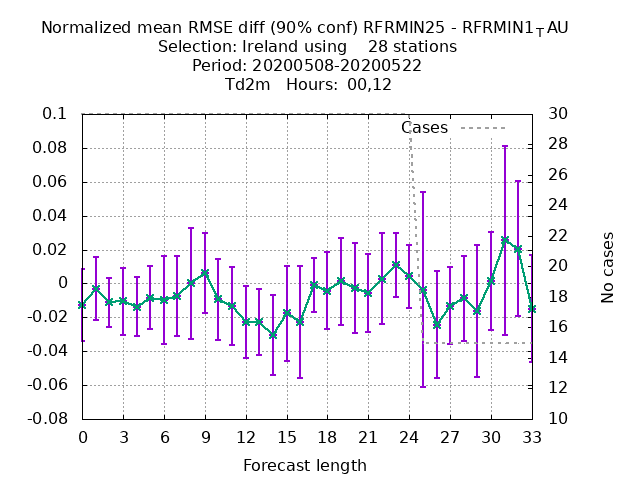 Normalized mean RMSE diff (90% conf) RFRMIN25 - RFRMIN1_TAU
Selection: Ireland using    28 stations
Period: 20200508-20200522
Td2m   Hours:  00,12
Cases
0.1
0.08
0.06
0.04
0.02
0
-0.02
-0.04
-0.06
-0.08
30
28
26
24
22
20
18
16
14
12
10
No cases
0 3 6 9 12 15 18 21 24 27 30 33
Forecast length